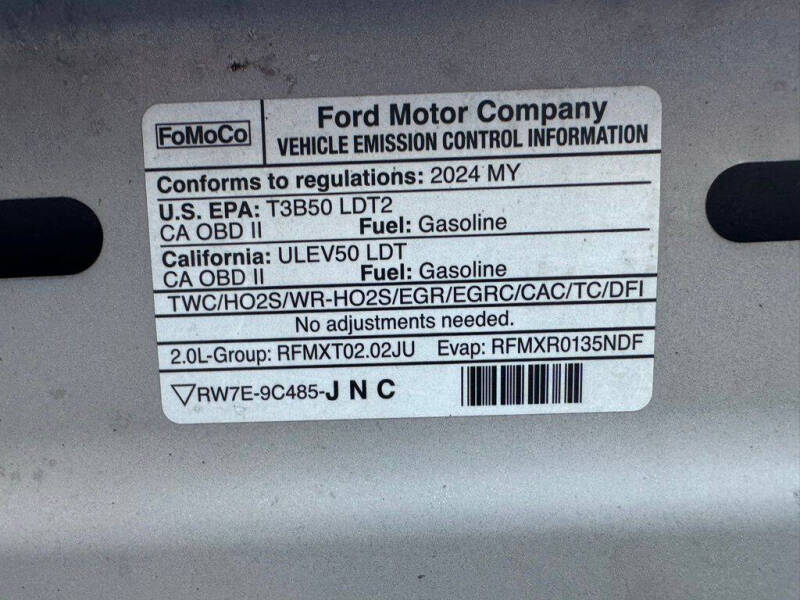 FoMoCo
Ford Motor Company
VEHICLE EMISSION CONTROL INFORMATION
Conforms to regulations: 2024 MY
U.S. EPA: T3B50 LDT2
CA OBD II Fuel: Gasoline
California: ULEV50 LDT
CA OBD II Fuel: Gasoline
TWC/HO2S/WR-HO2S/EGR/EGRC/CAC/TC/DFI
No adjustments needed.
2.0L-Group: RFMXT02.02JU Evap: RFMXR0135NDF
RW7E-9C485-J N C